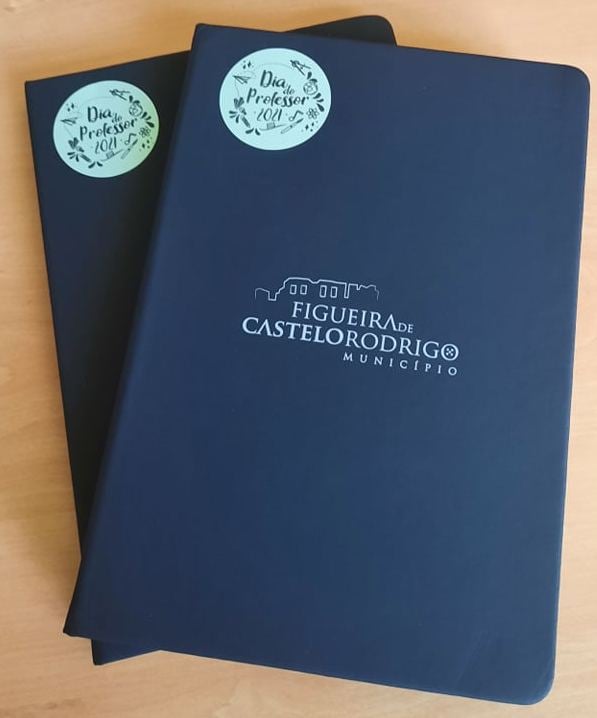 Dia do
Professor
2021
Dia do
Professor
· 2021 ·
FIGUEIRA DE
CASTELO RODRIGO
MUNICÍPIO